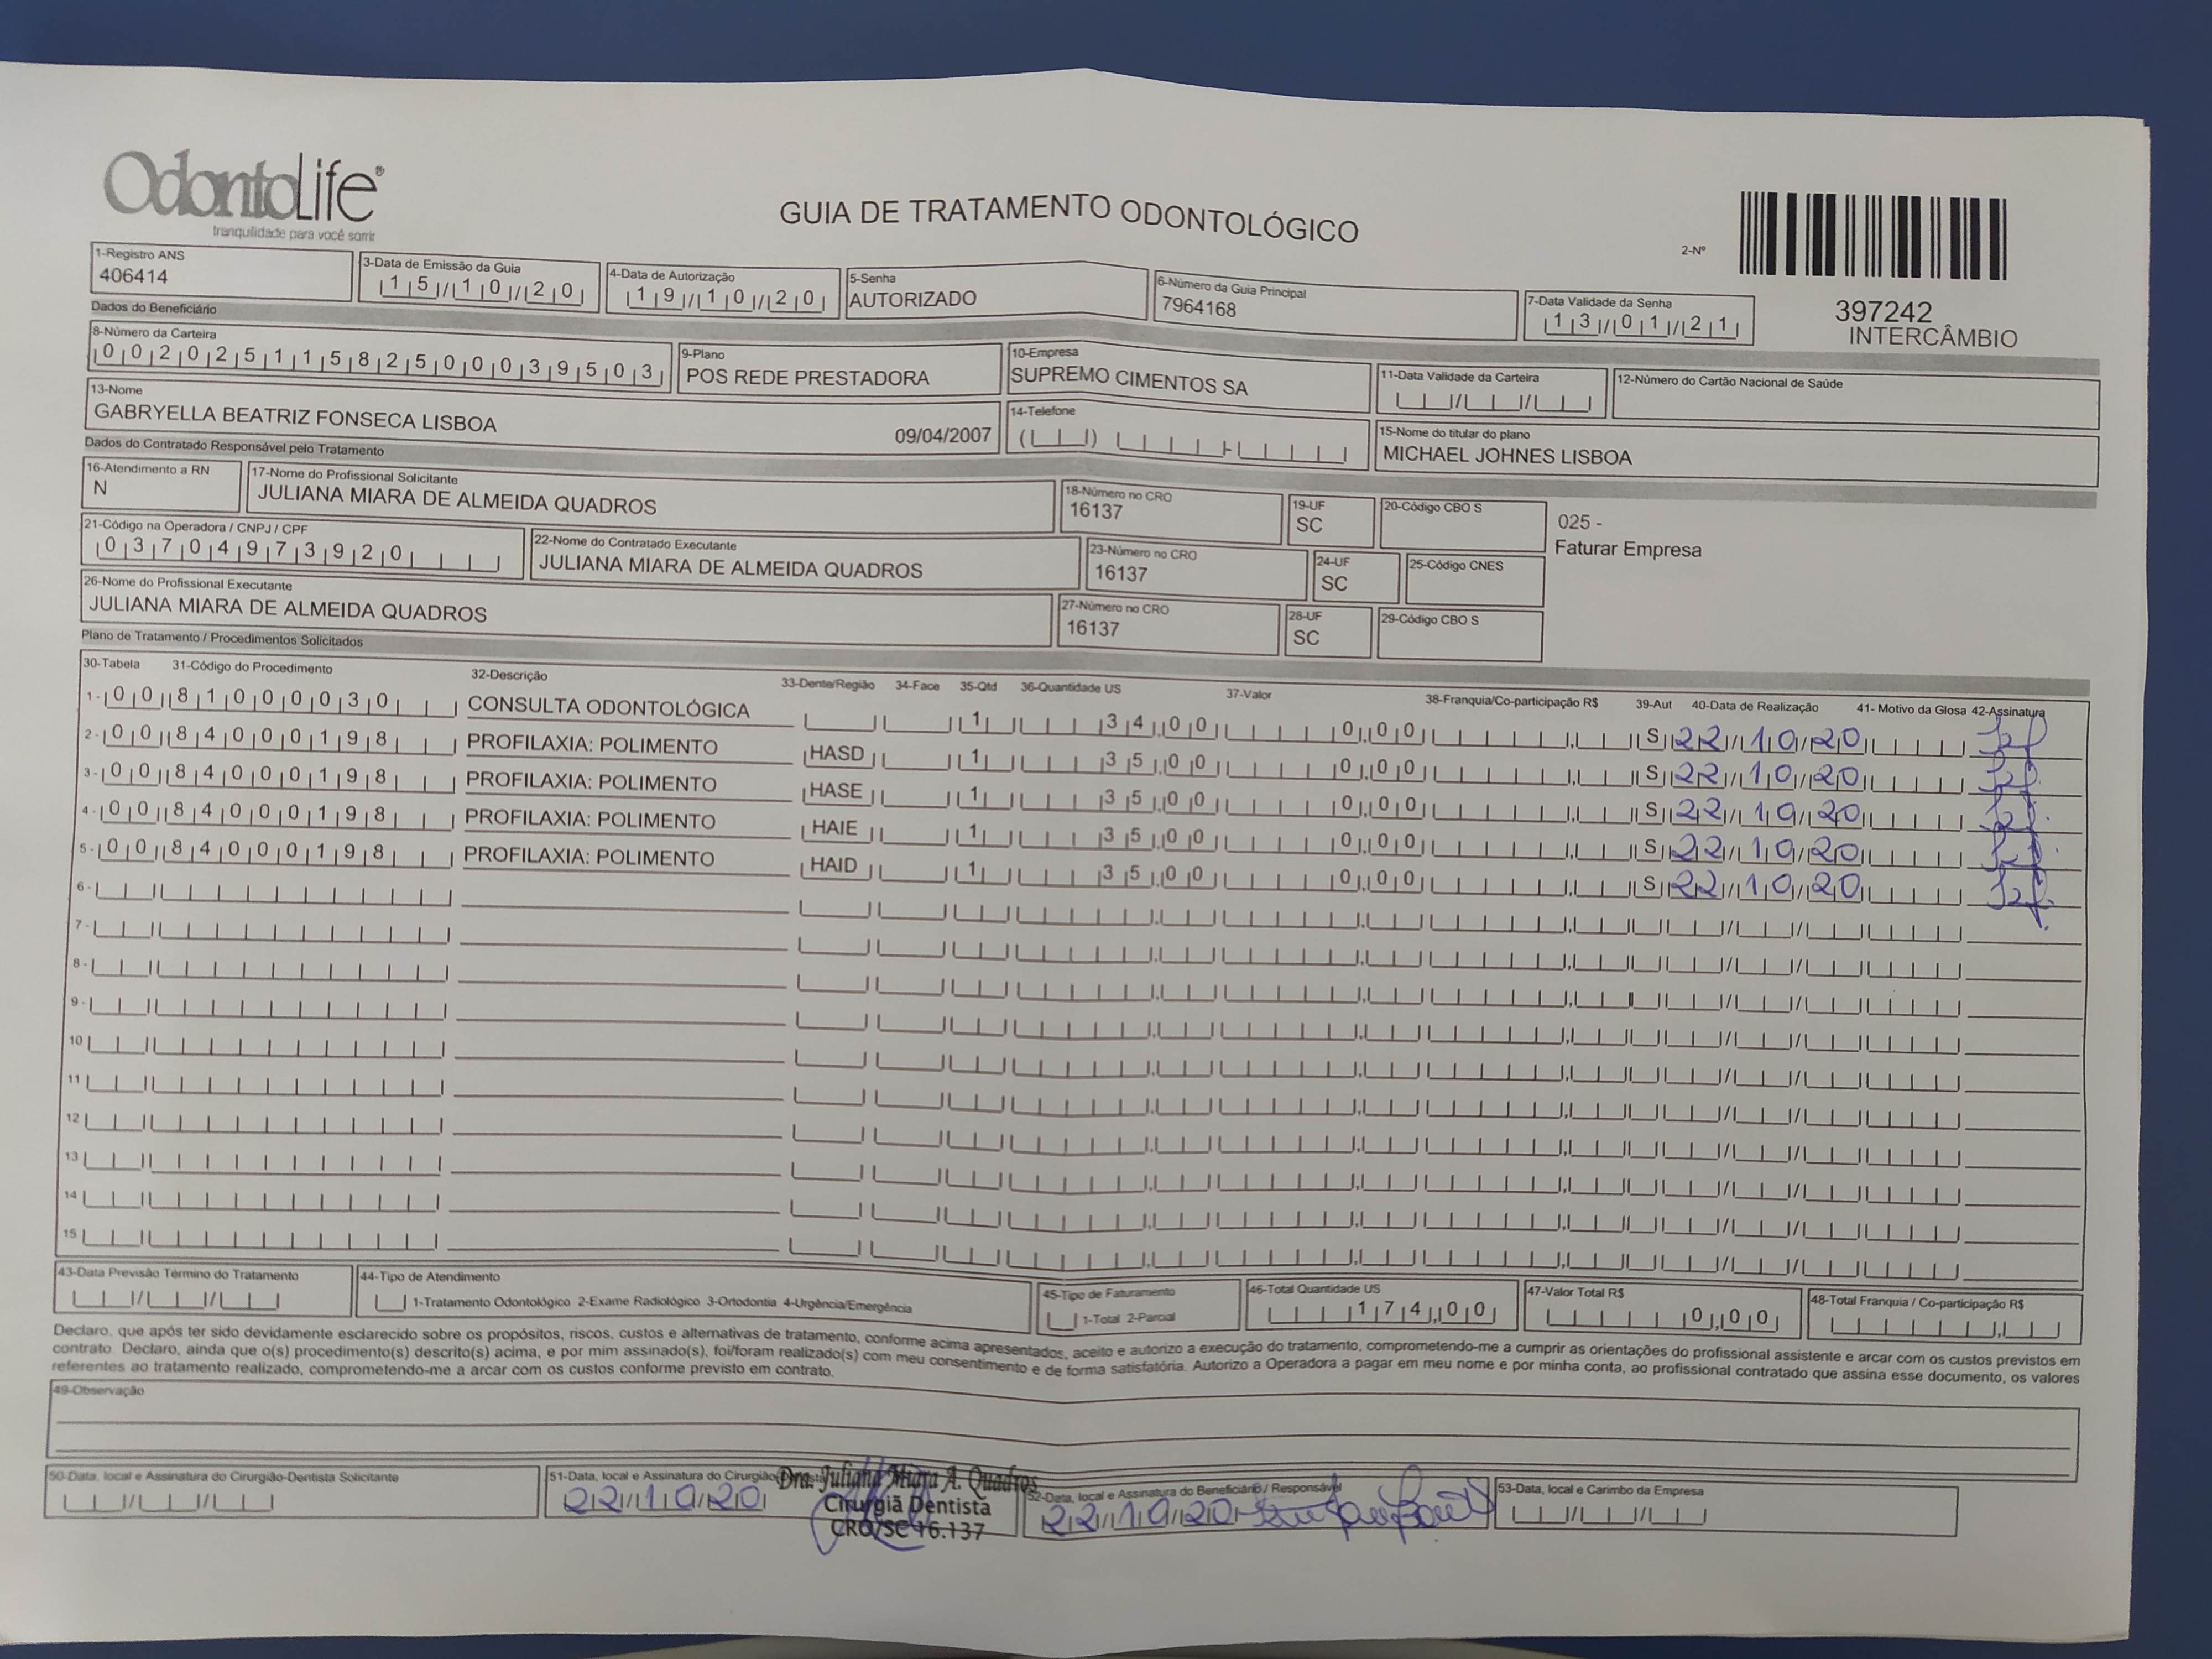 OdontoLife®
tranquilidade para você sorrir
GUIA DE TRATAMENTO ODONTOLÓGICO
2-Nº
397242
INTERCÂMBIO
1-Registro ANS
406414
3-Data de Emissão da Guia
15/10/20
4-Data de Autorização
19/10/20
5-Senha
AUTORIZADO
6-Número da Guia Principal
7964168
7-Data Validade da Senha
13/01/21
Dados do Beneficiário
8-Número da Carteira
00202511582500039503
9-Plano
POS REDE PRESTADORA
10-Empresa
SUPREMO CIMENTOS SA
11-Data Validade da Carteira
12-Número do Cartão Nacional de Saúde
13-Nome
GABRYELLA BEATRIZ FONSECA LISBOA 09/04/2007
14-Telefone
15-Nome do titular do plano
MICHAEL JOHNES LISBOA
Dados do Contratado Responsável pelo Tratamento
16-Atendimento a RN
N
17-Nome do Profissional Solicitante
JULIANA MIARA DE ALMEIDA QUADROS
18-Número no CRO
16137
19-UF
SC
20-Código CBO S
025 -
Faturar Empresa
21-Código na Operadora / CNPJ / CPF
03704973920
22-Nome do Contratado Executante
JULIANA MIARA DE ALMEIDA QUADROS
23-Número no CRO
16137
24-UF
SC
25-Código CNES
26-Nome do Profissional Executante
JULIANA MIARA DE ALMEIDA QUADROS
27-Número no CRO
16137
28-UF
SC
29-Código CBO S
Plano de Tratamento / Procedimentos Solicitados
30-Tabela 31-Código do Procedimento 32-Descrição 33-Dente/Região 34-Face 35-Qtd 36-Quantidade US 37-Valor 38-Franquia/Co-participação R$ 39-Aut 40-Data de Realização 41- Motivo da Glosa 42-Assinatura
1- 00 81000030 CONSULTA ODONTOLÓGICA 1 34,00 0,00 S 22/10/20
2- 00 84000198 PROFILAXIA: POLIMENTO HASD 1 35,00 0,00 S 22/10/20
3- 00 84000198 PROFILAXIA: POLIMENTO HASE 1 35,00 0,00 S 22/10/20
4- 00 84000198 PROFILAXIA: POLIMENTO HAIE 1 35,00 0,00 S 22/10/20
5- 00 84000198 PROFILAXIA: POLIMENTO HAID 1 35,00 0,00 S 22/10/20
6-
7-
8-
9-
10
11
12
13
14
15
43-Data Previsão Término do Tratamento
44-Tipo de Atendimento
1-Tratamento Odontológico 2-Exame Radiológico 3-Ortodontia 4-Urgência/Emergência
45-Tipo de Faturamento
1-Total 2-Parcial
46-Total Quantidade US
174,00
47-Valor Total R$
0,00
48-Total Franquia / Co-participação R$
Declaro, que após ter sido devidamente esclarecido sobre os propósitos, riscos, custos e alternativas de tratamento, conforme acima apresentados, aceito e autorizo a execução do tratamento, comprometendo-me a cumprir as orientações do profissional assistente e arcar com os custos previstos em
contrato. Declaro, ainda que o(s) procedimento(s) descrito(s) acima, e por mim assinado(s), foi/foram realizado(s) com meu consentimento e de forma satisfatória. Autorizo a Operadora a pagar em meu nome e por minha conta, ao profissional contratado que assina esse documento, os valores
referentes ao tratamento realizado, comprometendo-me a arcar com os custos conforme previsto em contrato.
49-Observação
50-Data, local e Assinatura do Cirurgião-Dentista Solicitante
51-Data, local e Assinatura do Cirurgião
22/10/20
Dra. Juliana Miara A. Quadros
Cirurgiã Dentista
CRO/SC 16.137
52-Data, local e Assinatura do Beneficiário / Responsável
22/10/20
53-Data, local e Carimbo da Empresa